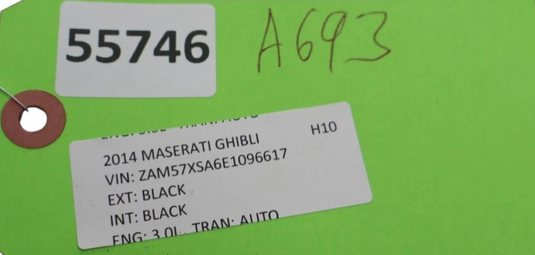 55746
A693
2014 MASERATI GHIBLI H10
VIN: ZAM57XSA6E1096617
EXT: BLACK
INT: BLACK
ENG: 3.0L TRAN: AUTO